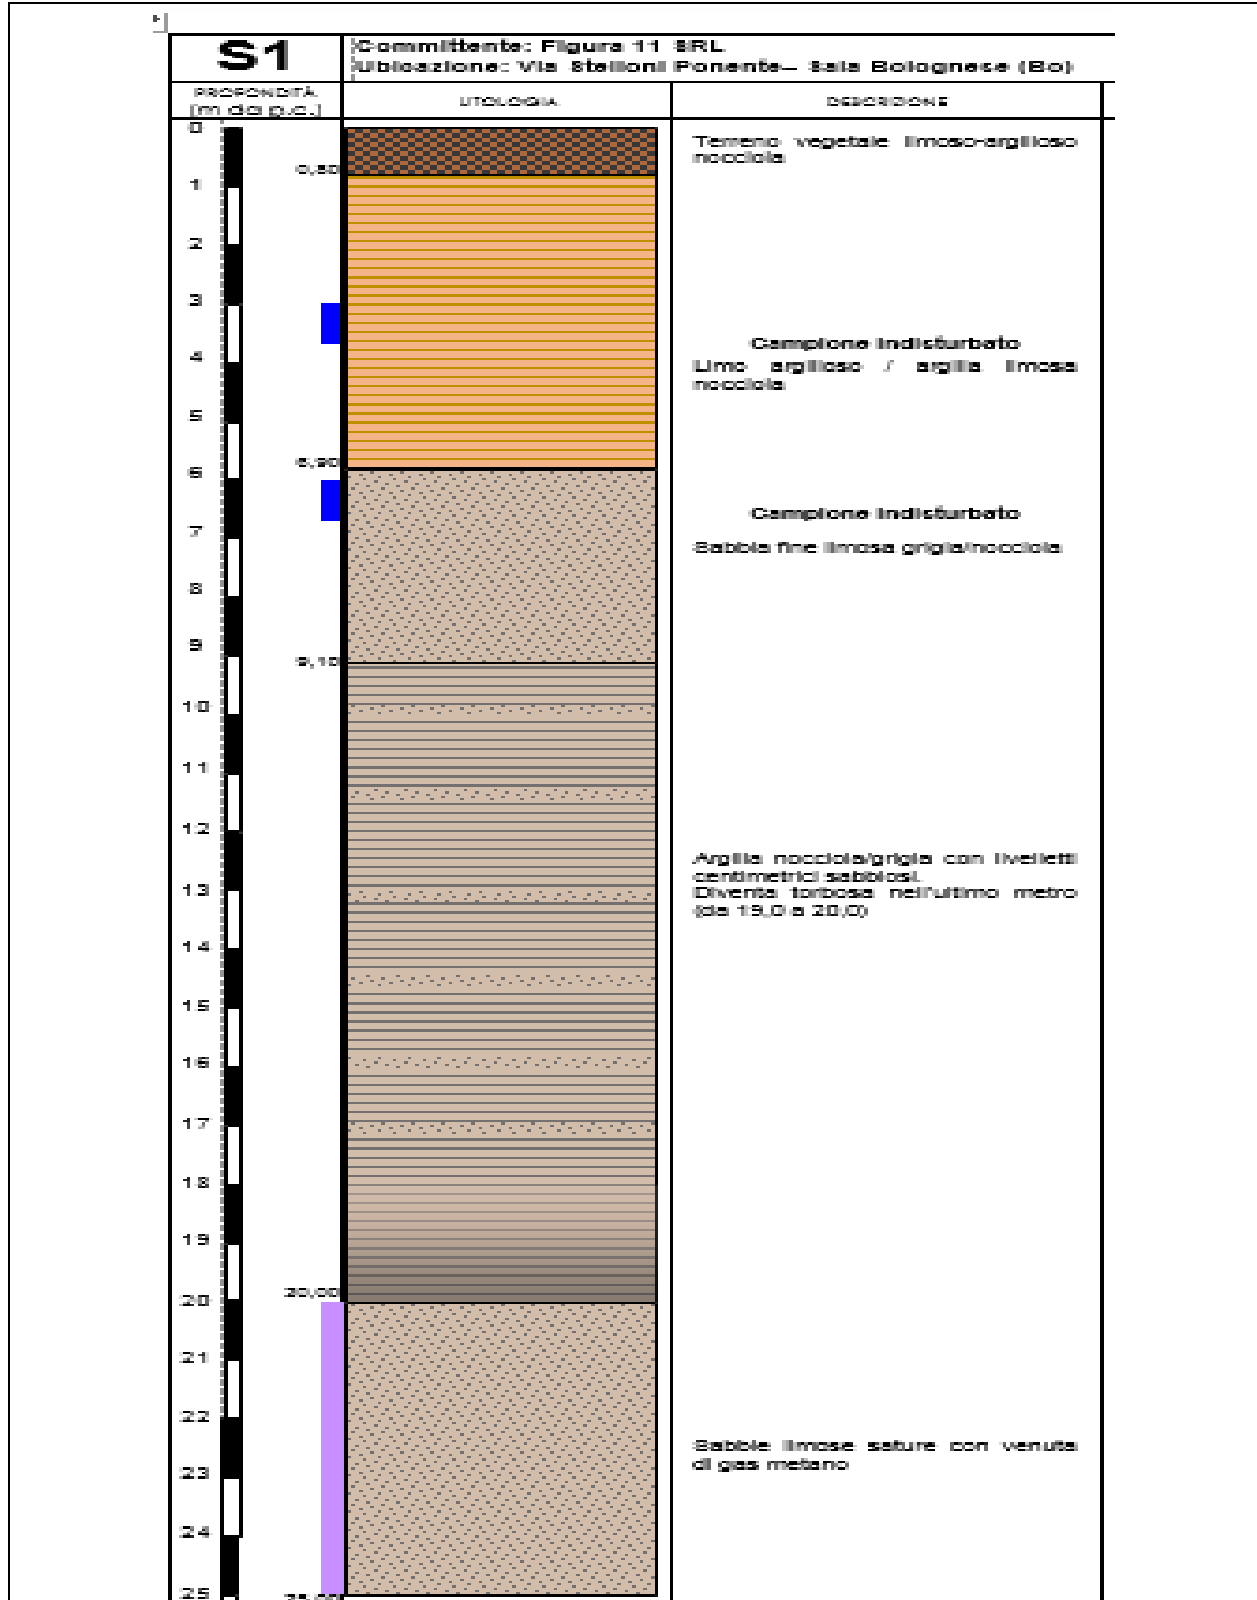 S1
Committente: Figura 11 SRL
Ubicazione: Via Stelloni Ponente– Sala Bolognese (Bo)
PROFONDITÀ
[m da p.c.]
LITOLOGIA
DESCRIZIONE
0
Terreno vegetale limoso-argilloso
nocciola
0,80
1
2
3
Campione indisturbato
4
Limo argilloso / argilla limosa
nocciola
5
6,90
6
Campione indisturbato
7
Sabbia fine limosa grigia/nocciola
8
9
9,10
10
11
12
Argilla nocciola/grigia con livelletti
centimetrici sabbiosi.
13
Diventa torbosa nell'ultimo metro
(da 19,0 a 20,0)
14
15
16
17
18
19
20,00
20
21
22
Sabbie limose sature con venuta
di gas metano
23
24
25